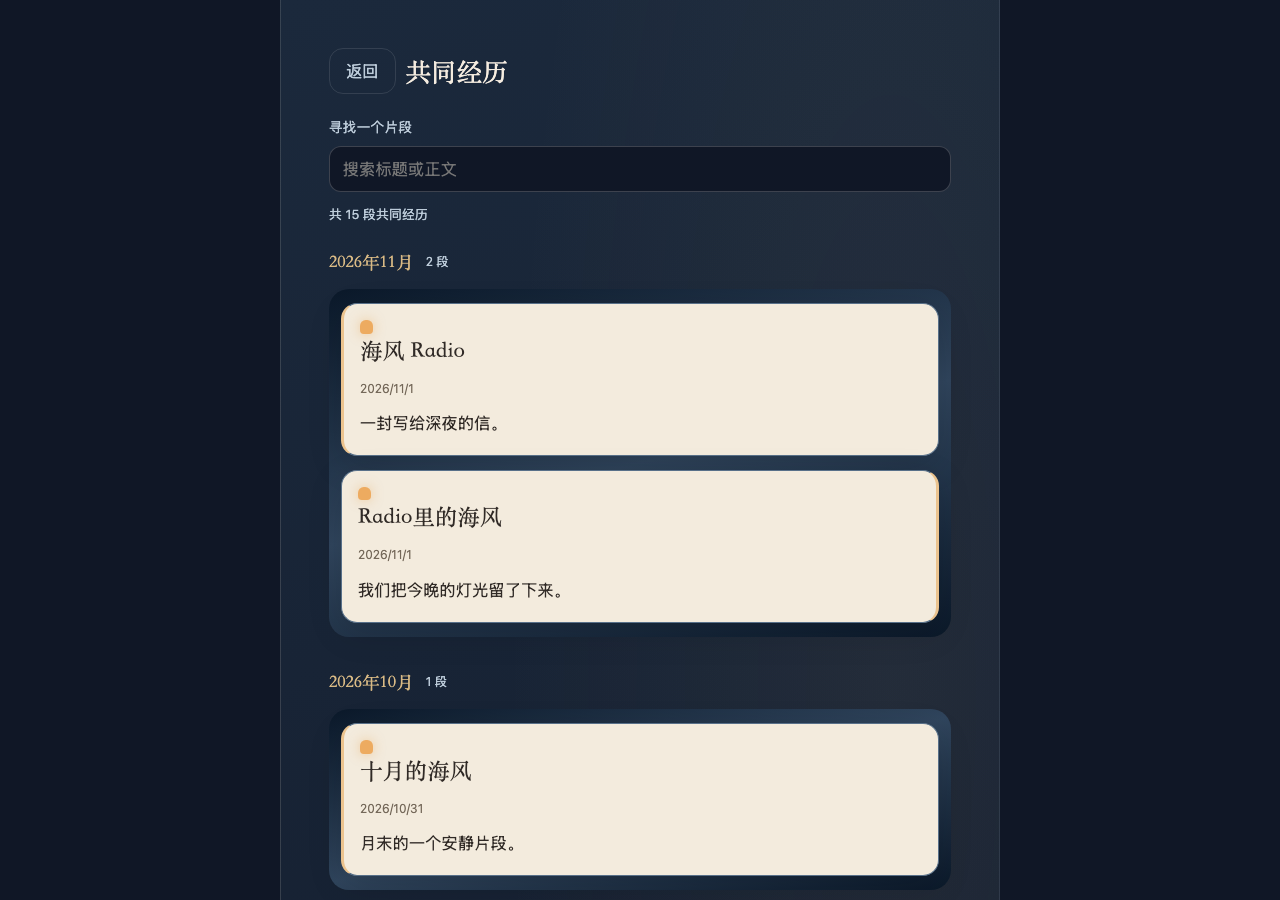 返回
共同经历
寻找一个片段
搜索标题或正文
共 15 段共同经历
2026年11月 2 段
海风 Radio
2026/11/1
一封写给深夜的信。
Radio里的海风
2026/11/1
我们把今晚的灯光留了下来。
2026年10月 1 段
十月的海风
2026/10/31
月末的一个安静片段。